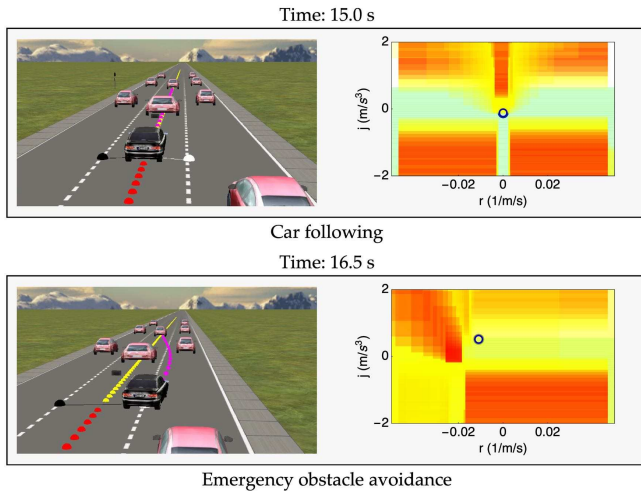 Time: 15.0 s
2
0
−2
j (m/s³)
−0.02 0 0.02
r (1/m/s)
Car following
Time: 16.5 s
2
0
−2
j (m/s³)
−0.02 0 0.02
r (1/m/s)
Emergency obstacle avoidance